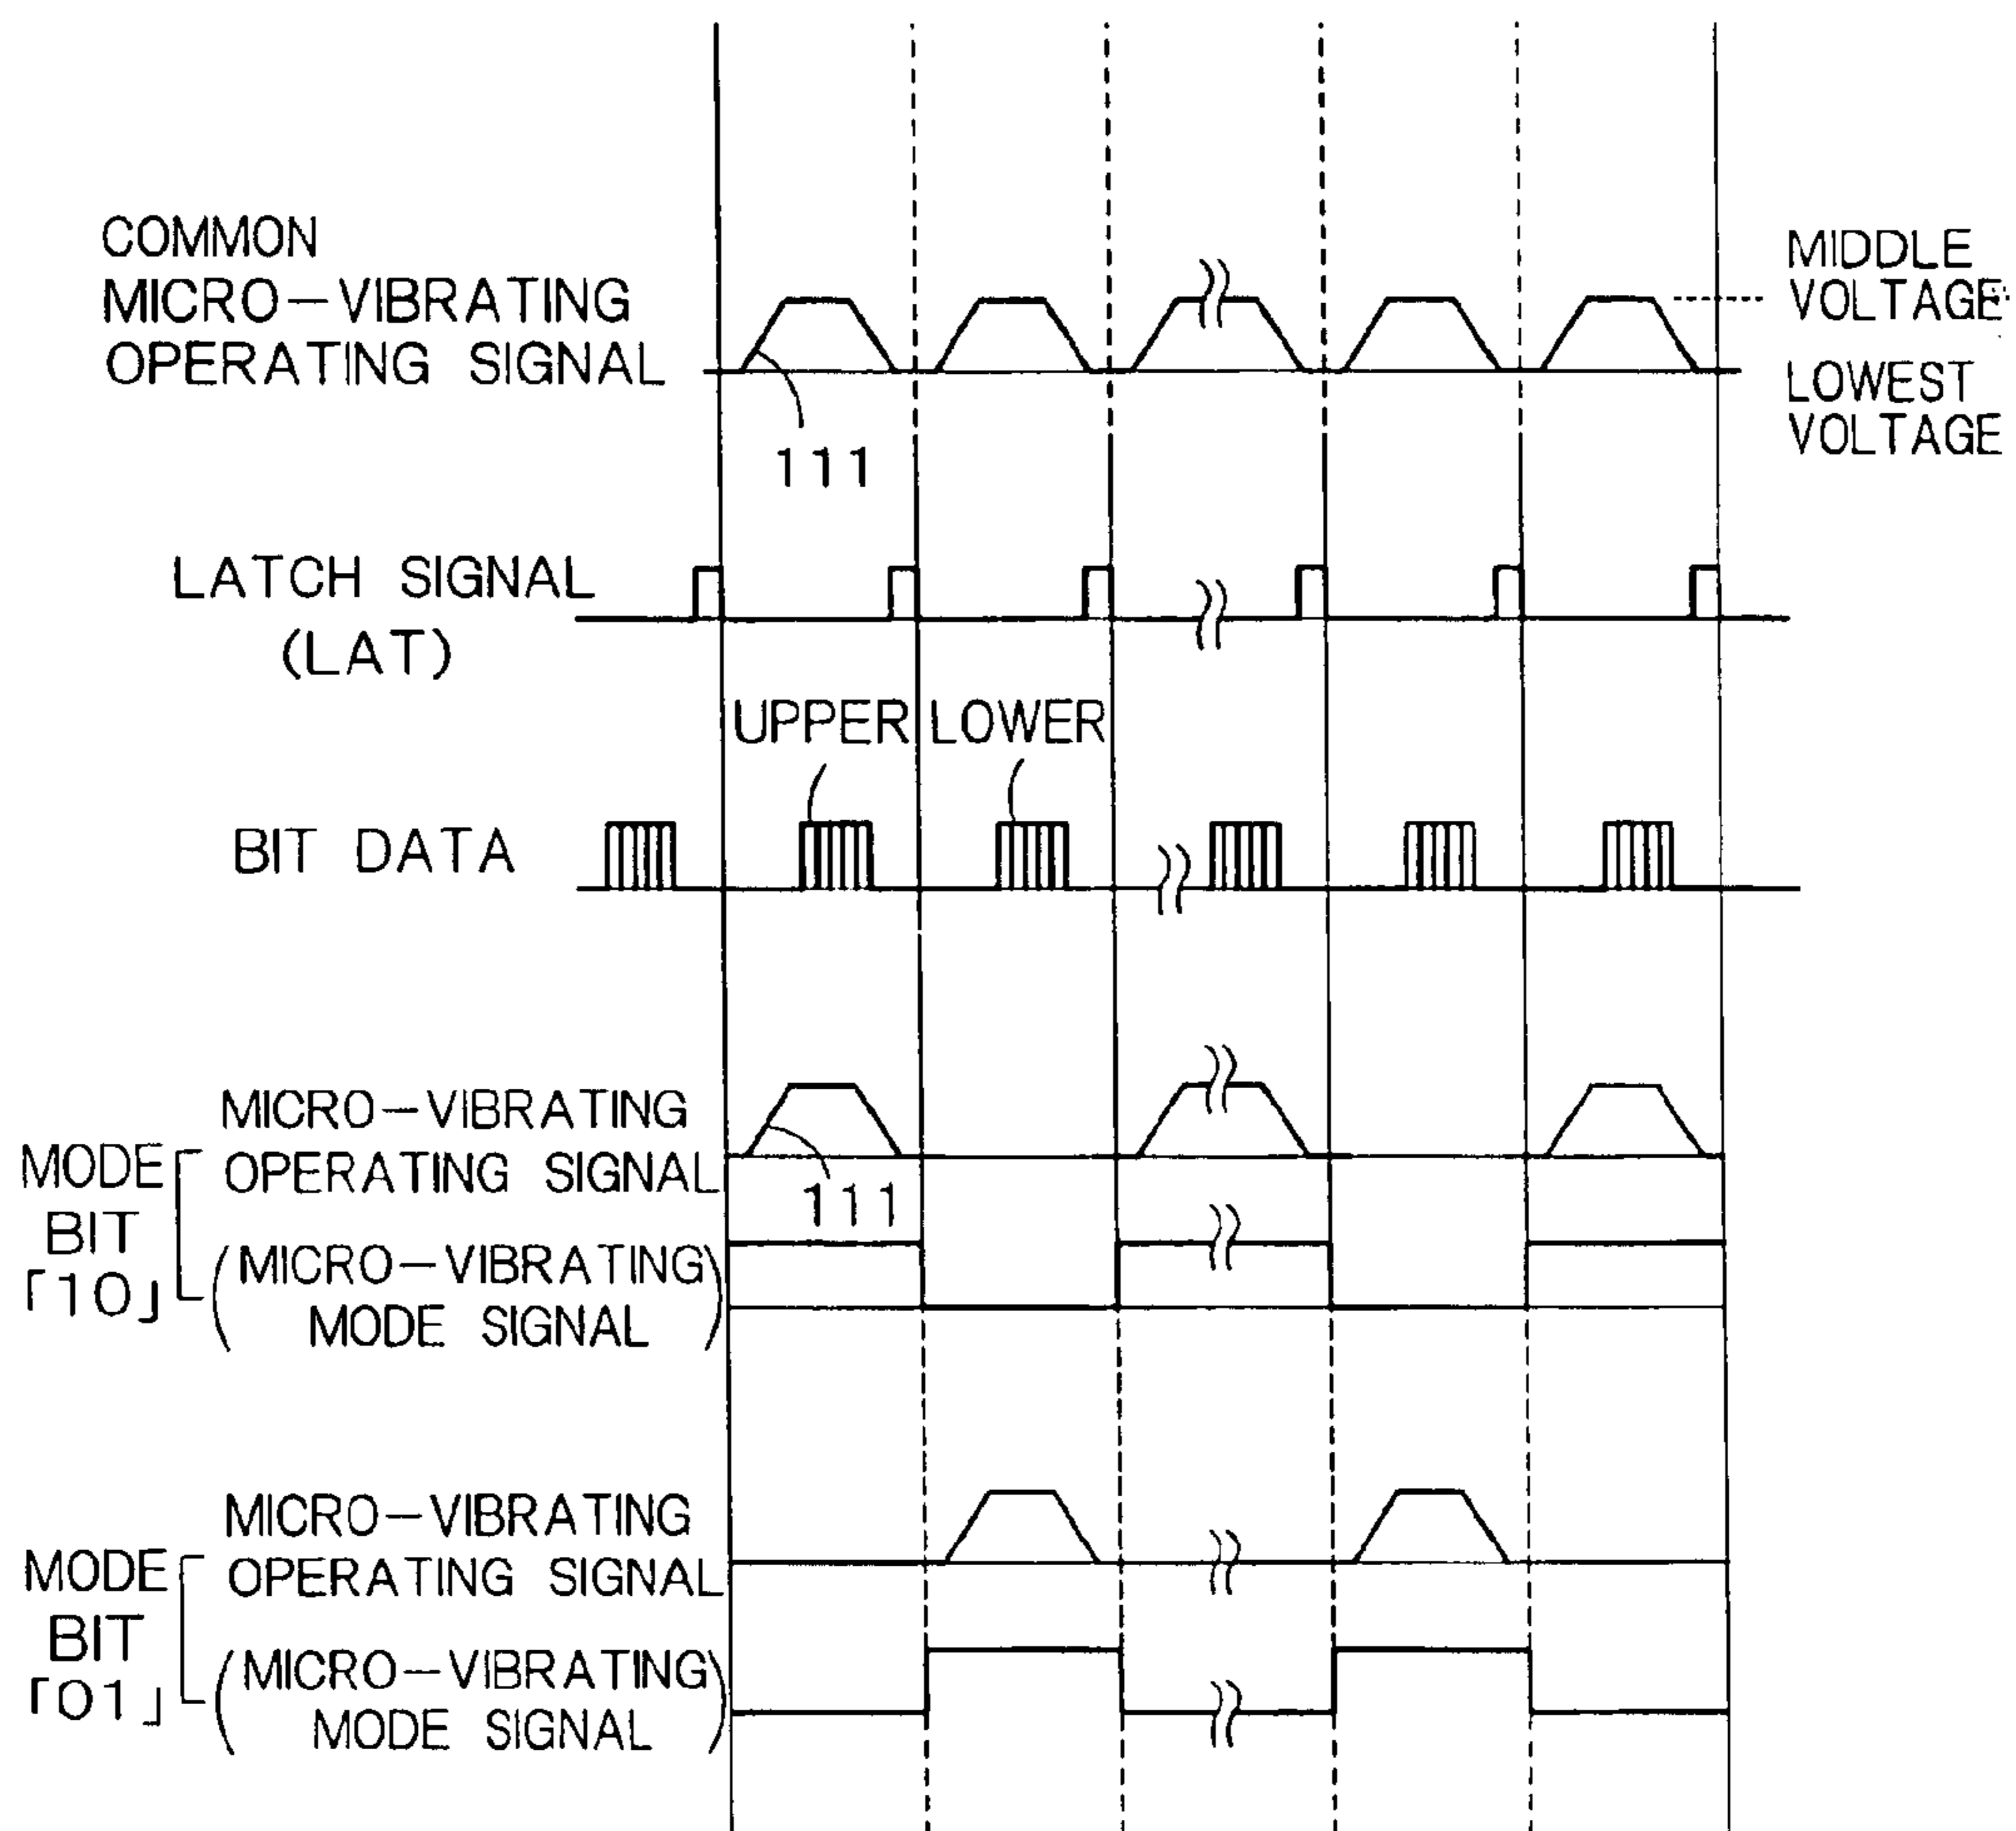 COMMON
MICRO-VIBRATING
OPERATING SIGNAL
MIDDLE
VOLTAGE
LOWEST
VOLTAGE
111
LATCH SIGNAL
(LAT)
UPPER LOWER
BIT DATA
MODE
BIT
「10」
MICRO-VIBRATING
OPERATING SIGNAL
111
(MICRO-VIBRATING
MODE SIGNAL)
MODE
BIT
「01」
MICRO-VIBRATING
OPERATING SIGNAL
(MICRO-VIBRATING
MODE SIGNAL)